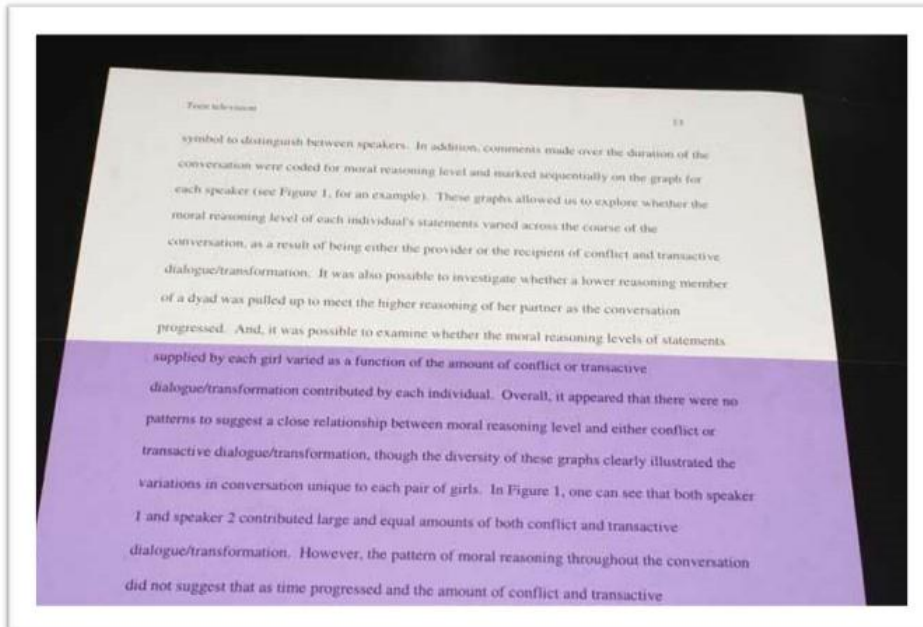 Teen television
13
symbol to distinguish between speakers. In addition, comments made over the duration of the
conversation were coded for moral reasoning level and marked sequentially on the graph for
each speaker (see Figure 1, for an example). These graphs allowed us to explore whether the
moral reasoning level of each individual's statements varied across the course of the
conversation, as a result of being either the provider or the recipient of conflict and transactive
dialogue/transformation. It was also possible to investigate whether a lower reasoning member
of a dyad was pulled up to meet the higher reasoning of her partner as the conversation
progressed. And, it was possible to examine whether the moral reasoning levels of statements
supplied by each girl varied as a function of the amount of conflict or transactive
dialogue/transformation contributed by each individual. Overall, it appeared that there were no
patterns to suggest a close relationship between moral reasoning level and either conflict or
transactive dialogue/transformation, though the diversity of these graphs clearly illustrated the
variations in conversation unique to each pair of girls. In Figure 1, one can see that both speaker
1 and speaker 2 contributed large and equal amounts of both conflict and transactive
dialogue/transformation. However, the pattern of moral reasoning throughout the conversation
did not suggest that as time progressed and the amount of conflict and transactive